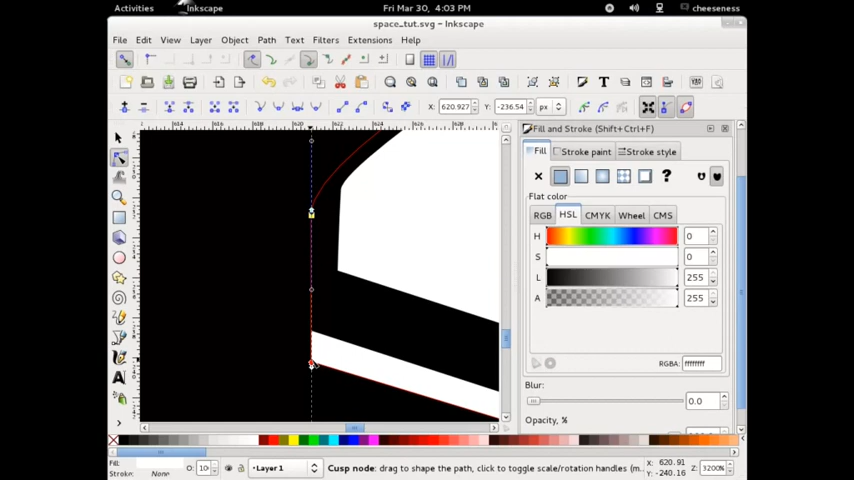 Activities Inkscape Fri Mar 30, 4:03 PM cheeseness
space_tut.svg – Inkscape
File Edit View Layer Object Path Text Filters Extensions Help
X: 620.927 Y: -236.54 px
Fill and Stroke (Shift+Ctrl+F)
Fill Stroke paint Stroke style
Flat color
RGB HSL CMYK Wheel CMS
H 0
S 0
L 255
A 255
RGBA: ffffffff
Blur:
0.0
Opacity, %
Fill:
Stroke: None
O: 10
Layer 1
Cusp node: drag to shape the path, click to toggle scale/rotation handles (m...
X: 620.91
Y: -240.16
Z: 3200%